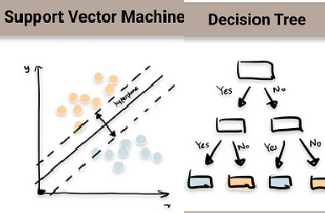 Support Vector Machine
y
hyperplane
x
Decision Tree
Yes No
Yes No Yes No